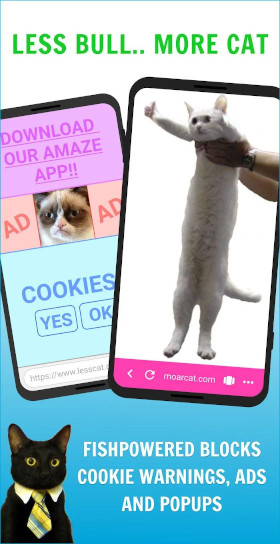 LESS BULL.. MORE CAT
DOWNLOAD
OUR AMAZE
APP!!
AD
AD
COOKIES
YES
OK
https://www.lesscat.
moarcat.com
FISHPOWERED BLOCKS
COOKIE WARNINGS, ADS
AND POPUPS